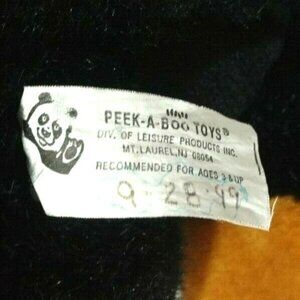 PEEK-A-BOO TOYS®
DIV. OF LEISURE PRODUCTS INC.
MT. LAUREL, NJ 08054
RECOMMENDED FOR AGES 3 & UP
9-28-99